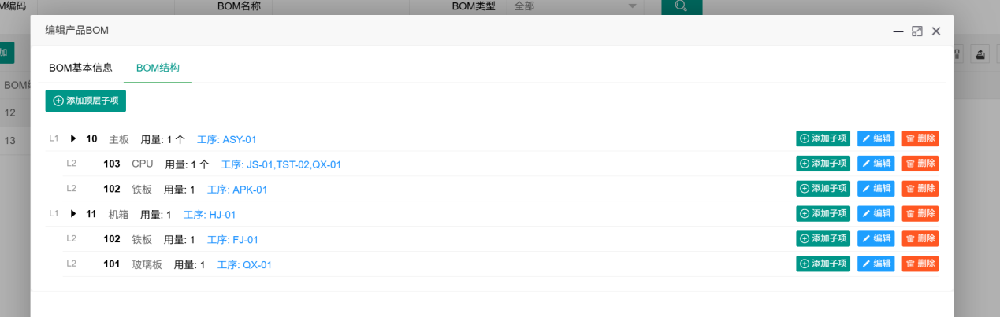 M编码 BOM名称 BOM类型 全部
编辑产品BOM
加
BOM基本信息 BOM结构
BOM
添加顶层子项
12
13
L1 10 主板 用量: 1 个 工序: ASY-01 添加子项 编辑 删除
L2 103 CPU 用量: 1 个 工序: JS-01,TST-02,QX-01 添加子项 编辑 删除
L2 102 铁板 用量: 1 工序: APK-01 添加子项 编辑 删除
L1 11 机箱 用量: 1 工序: HJ-01 添加子项 编辑 删除
L2 102 铁板 用量: 1 工序: FJ-01 添加子项 编辑 删除
L2 101 玻璃板 用量: 1 工序: QX-01 添加子项 编辑 删除